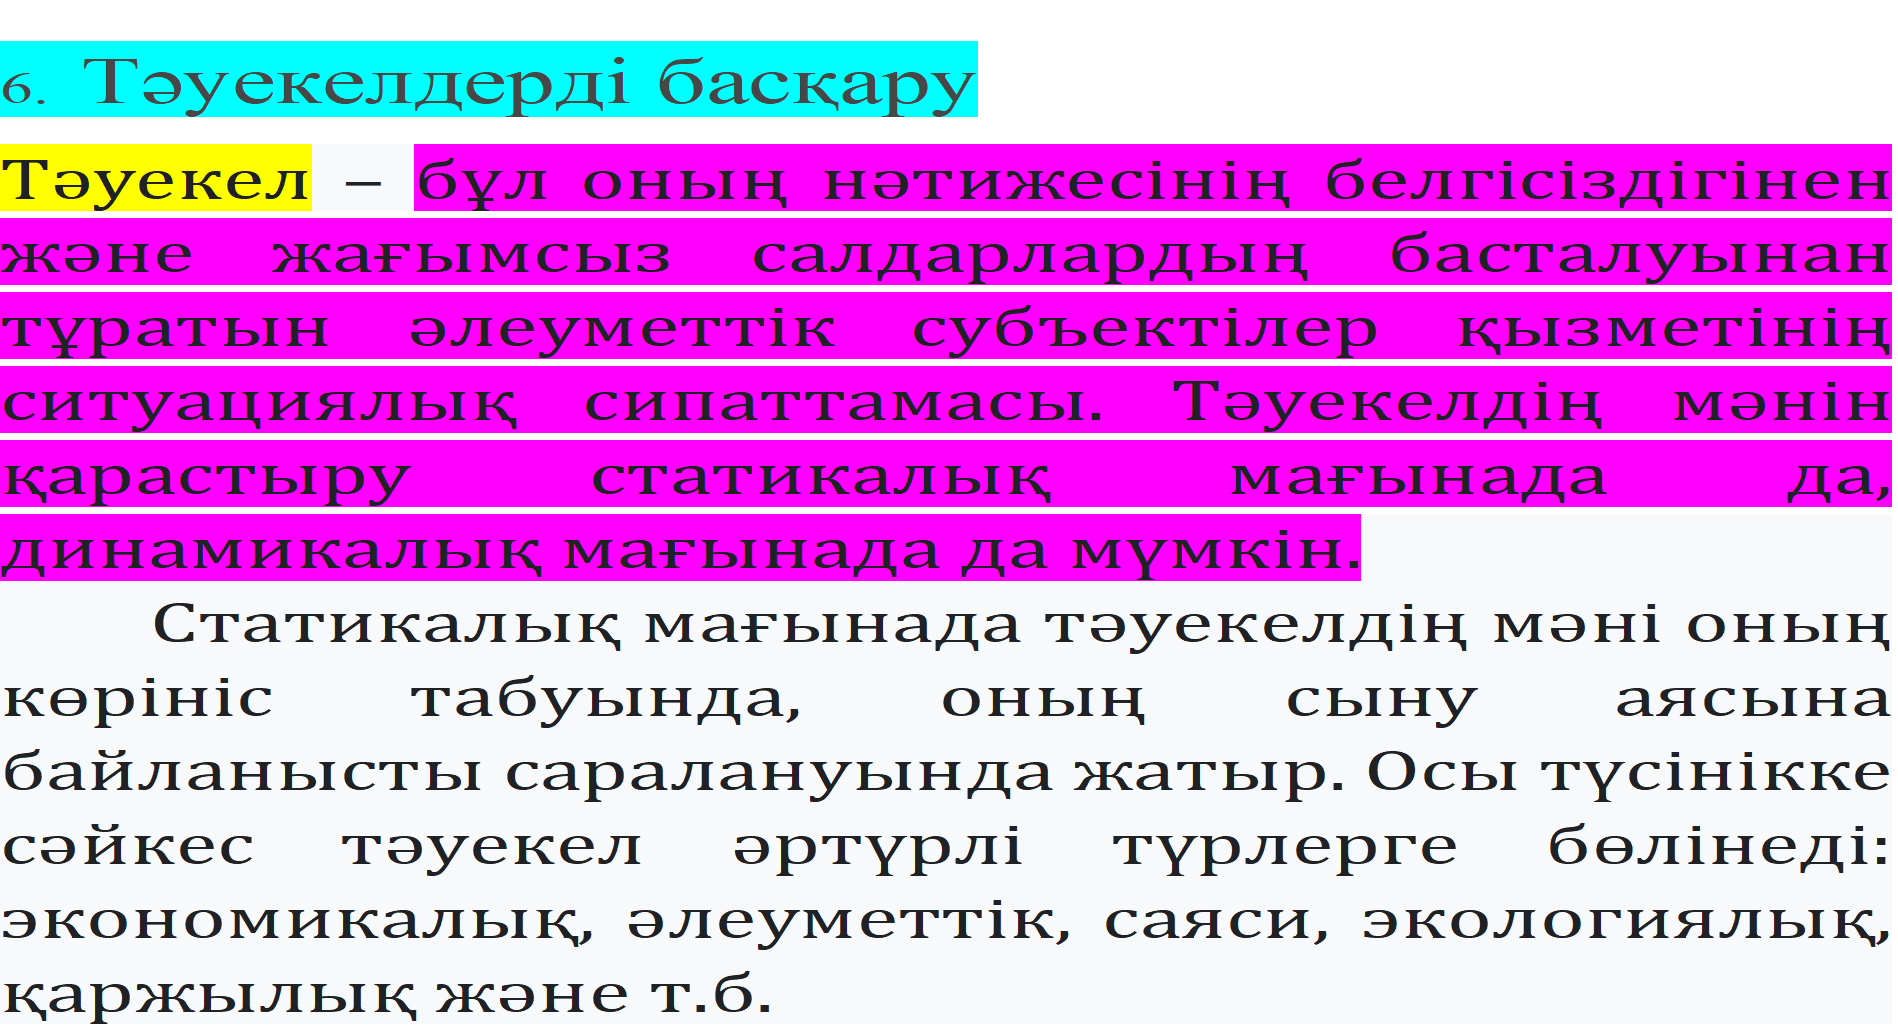 6. Тәуекелдерді басқару
Тәуекел – бұл оның нәтижесінің белгісіздігінен
және жағымсыз салдарлардың басталуынан
тұратын әлеуметтік субъектілер қызметінің
ситуациялық сипаттамасы. Тәуекелдің мәнін
қарастыру статикалық мағынада да,
динамикалық мағынада да мүмкін.
Статикалық мағынада тәуекелдің мәні оның
көрініс табуында, оның сыну аясына
байланысты саралануында жатыр. Осы түсінікке
сәйкес тәуекел әртүрлі түрлерге бөлінеді:
экономикалық, әлеуметтік, саяси, экологиялық,
қаржылық және т.б.